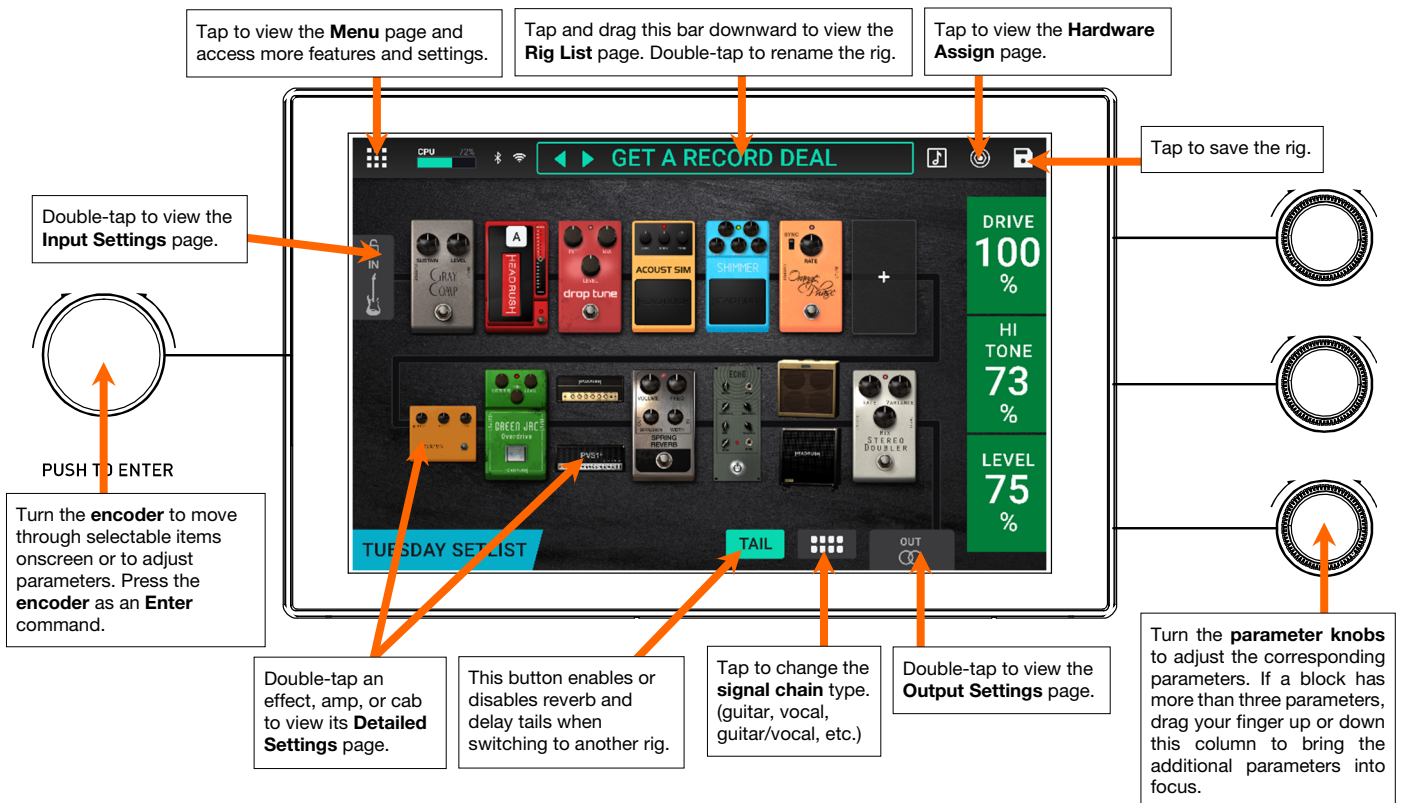 Tap to view the Menu page and
access more features and settings.
Tap and drag this bar downward to view the
Rig List page. Double-tap to rename the rig.
Tap to view the Hardware
Assign page.
Tap to save the rig.
Double-tap to view the
Input Settings page.
CPU 72%
GET A RECORD DEAL
IN
SUSTAIN LEVEL
GRAY
COMP
A
HEADRUSH
LEVEL
drop tune
ACOUST SIM
SHIMMER
SYNC
RATE
Orange Phase
+
DRIVE
100
%
HI
TONE
73
%
LEVEL
75
%
GREEN JRC
Overdrive
VOLUME
SPRING
REVERB
ECHO
HEADRUSH
MIX
STEREO
DOUBLER
TUESDAY SETLIST
TAIL
OUT
PUSH TO ENTER
Turn the encoder to move
through selectable items
onscreen or to adjust
parameters. Press the
encoder as an Enter
command.
Double-tap an
effect, amp, or cab
to view its Detailed
Settings page.
This button enables or
disables reverb and
delay tails when
switching to another rig.
Tap to change the
signal chain type.
(guitar, vocal,
guitar/vocal, etc.)
Double-tap to view the
Output Settings page.
Turn the parameter knobs
to adjust the corresponding
parameters. If a block has
more than three parameters,
drag your finger up or down
this column to bring the
additional parameters into
focus.